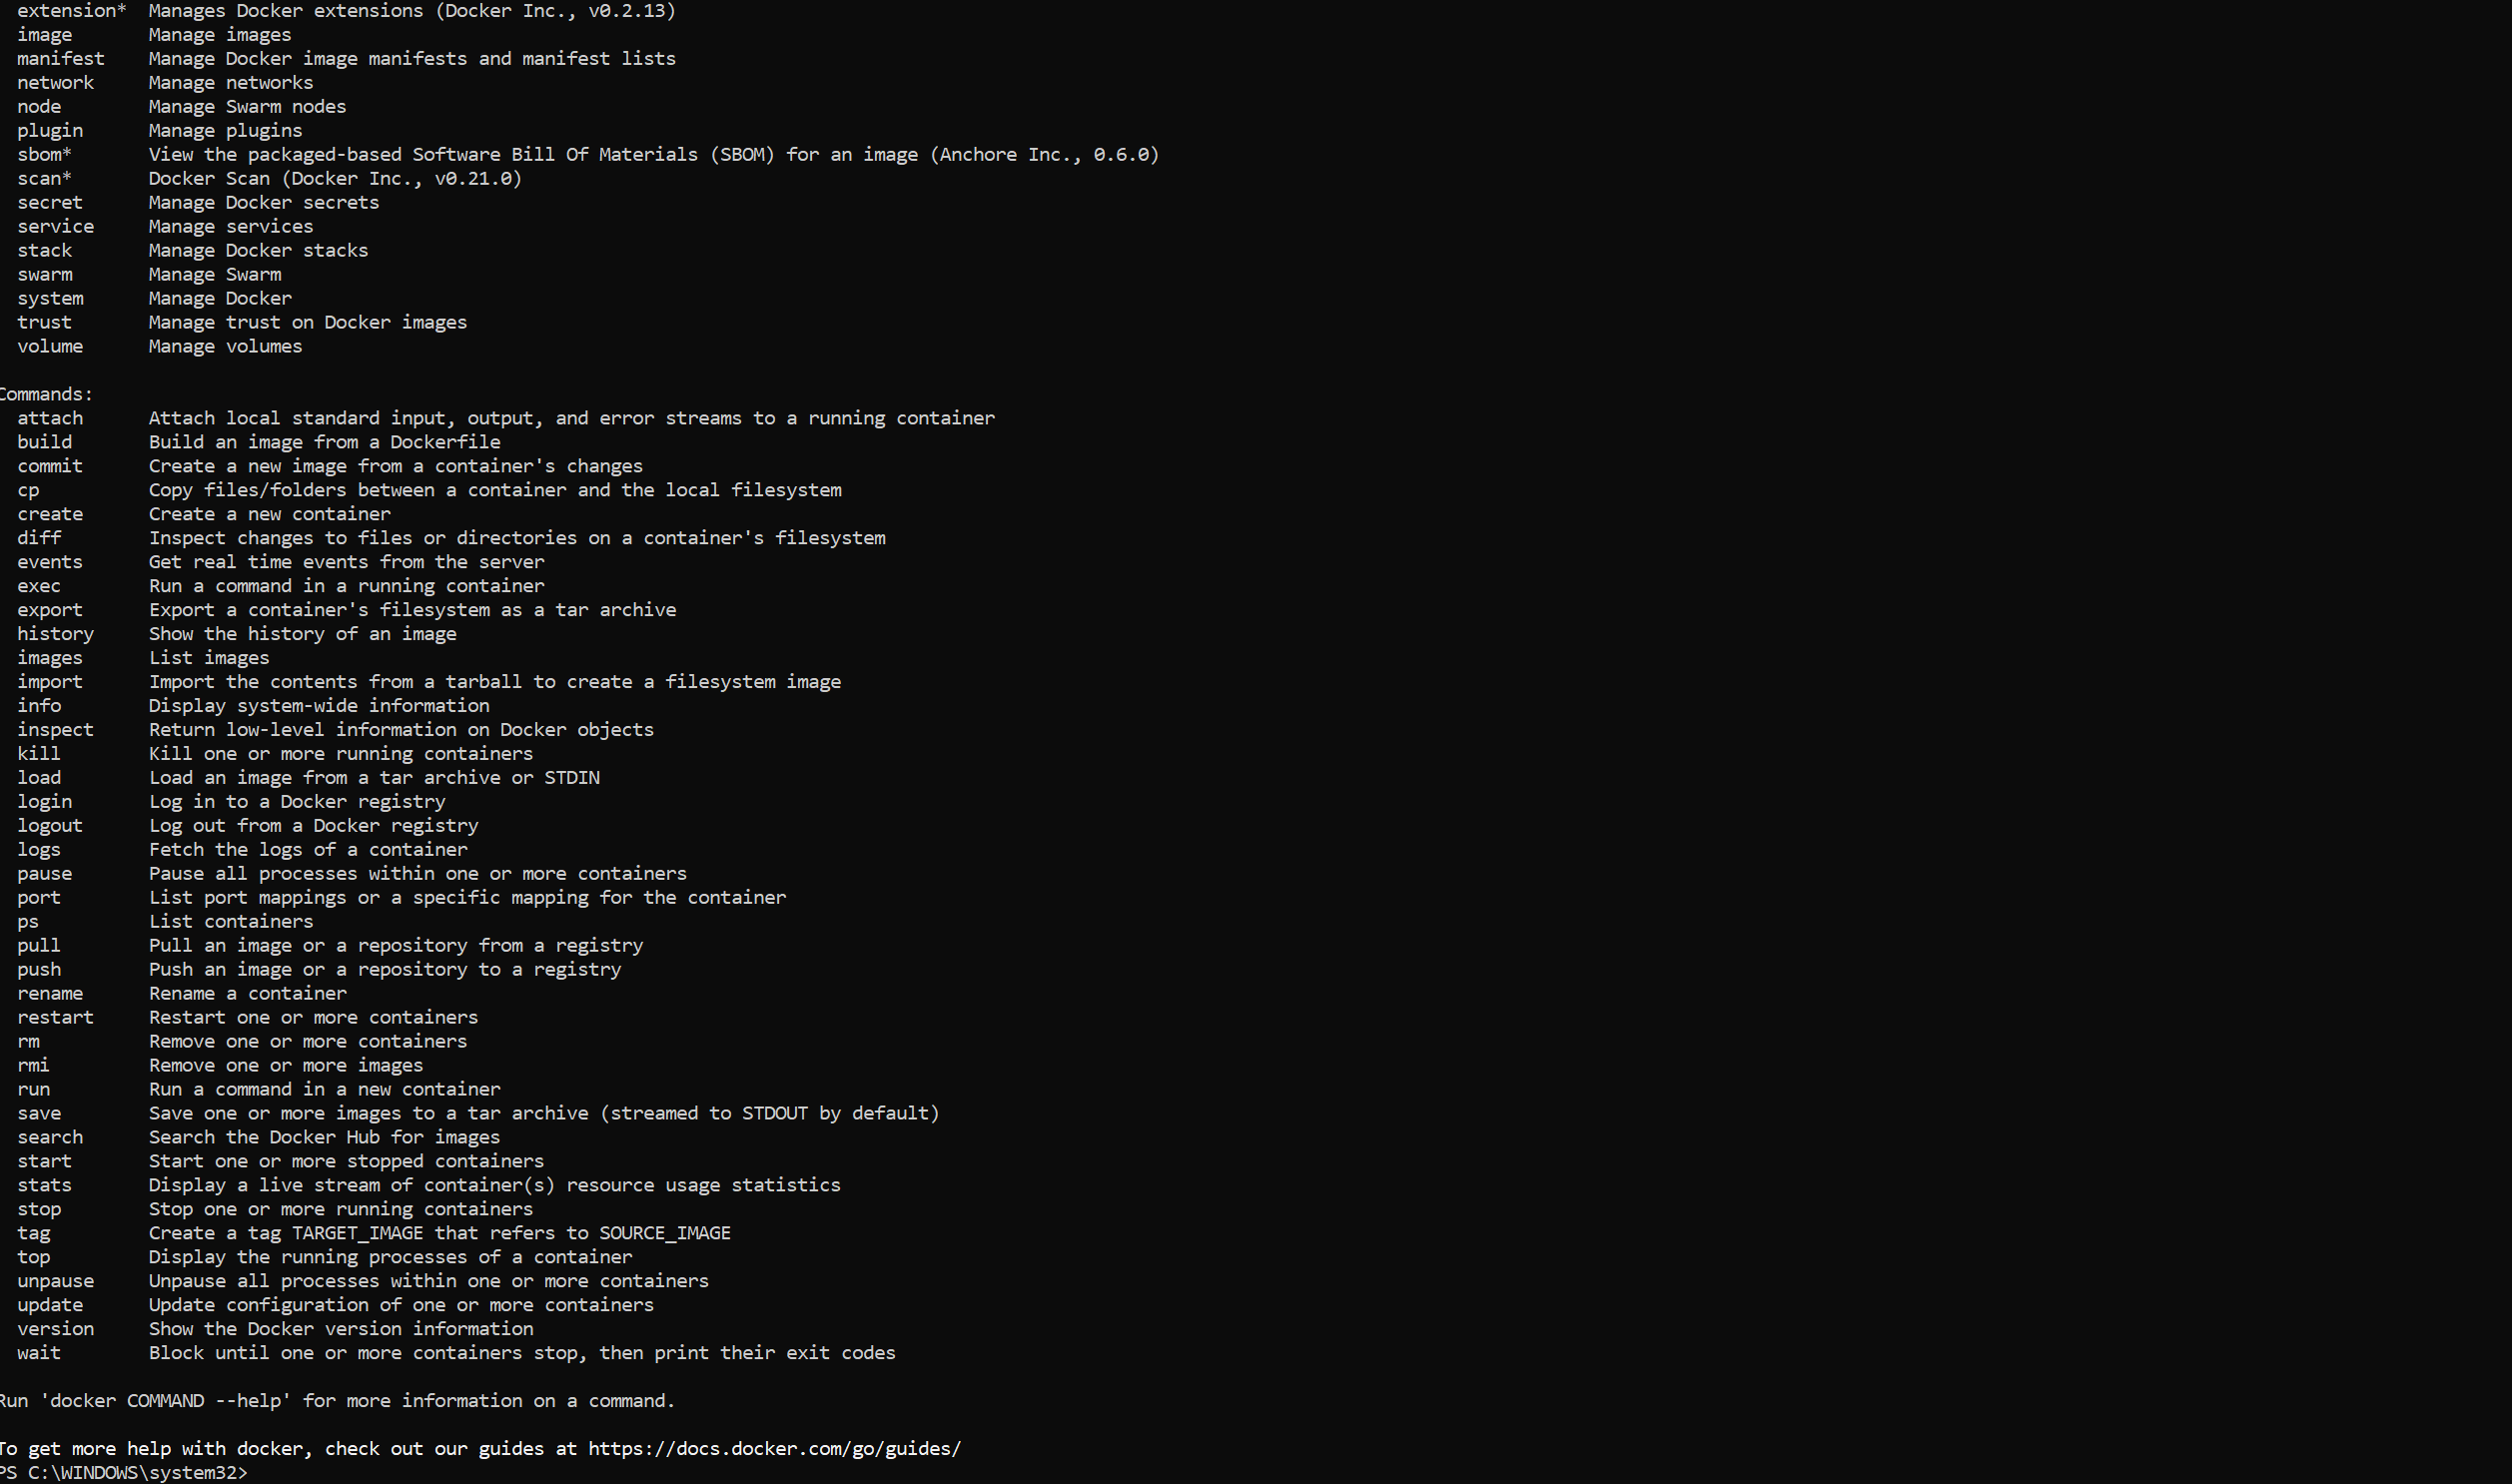 extension*  Manages Docker extensions (Docker Inc., v0.2.13)
image       Manage images
manifest    Manage Docker image manifests and manifest lists
network     Manage networks
node        Manage Swarm nodes
plugin      Manage plugins
sbom*       View the packaged-based Software Bill Of Materials (SBOM) for an image (Anchore Inc., 0.6.0)
scan*       Docker Scan (Docker Inc., v0.21.0)
secret      Manage Docker secrets
service     Manage services
stack       Manage Docker stacks
swarm       Manage Swarm
system      Manage Docker
trust       Manage trust on Docker images
volume      Manage volumes

Commands:
attach      Attach local standard input, output, and error streams to a running container
build       Build an image from a Dockerfile
commit      Create a new image from a container's changes
cp          Copy files/folders between a container and the local filesystem
create      Create a new container
diff        Inspect changes to files or directories on a container's filesystem
events      Get real time events from the server
exec        Run a command in a running container
export      Export a container's filesystem as a tar archive
history     Show the history of an image
images      List images
import      Import the contents from a tarball to create a filesystem image
info        Display system-wide information
inspect     Return low-level information on Docker objects
kill        Kill one or more running containers
load        Load an image from a tar archive or STDIN
login       Log in to a Docker registry
logout      Log out from a Docker registry
logs        Fetch the logs of a container
pause       Pause all processes within one or more containers
port        List port mappings or a specific mapping for the container
ps          List containers
pull        Pull an image or a repository from a registry
push        Push an image or a repository to a registry
rename      Rename a container
restart     Restart one or more containers
rm          Remove one or more containers
rmi         Remove one or more images
run         Run a command in a new container
save        Save one or more images to a tar archive (streamed to STDOUT by default)
search      Search the Docker Hub for images
start       Start one or more stopped containers
stats       Display a live stream of container(s) resource usage statistics
stop        Stop one or more running containers
tag         Create a tag TARGET_IMAGE that refers to SOURCE_IMAGE
top         Display the running processes of a container
unpause     Unpause all processes within one or more containers
update      Update configuration of one or more containers
version     Show the Docker version information
wait        Block until one or more containers stop, then print their exit codes

Run 'docker COMMAND --help' for more information on a command.

To get more help with docker, check out our guides at https://docs.docker.com/go/guides/
PS C:\WINDOWS\system32>